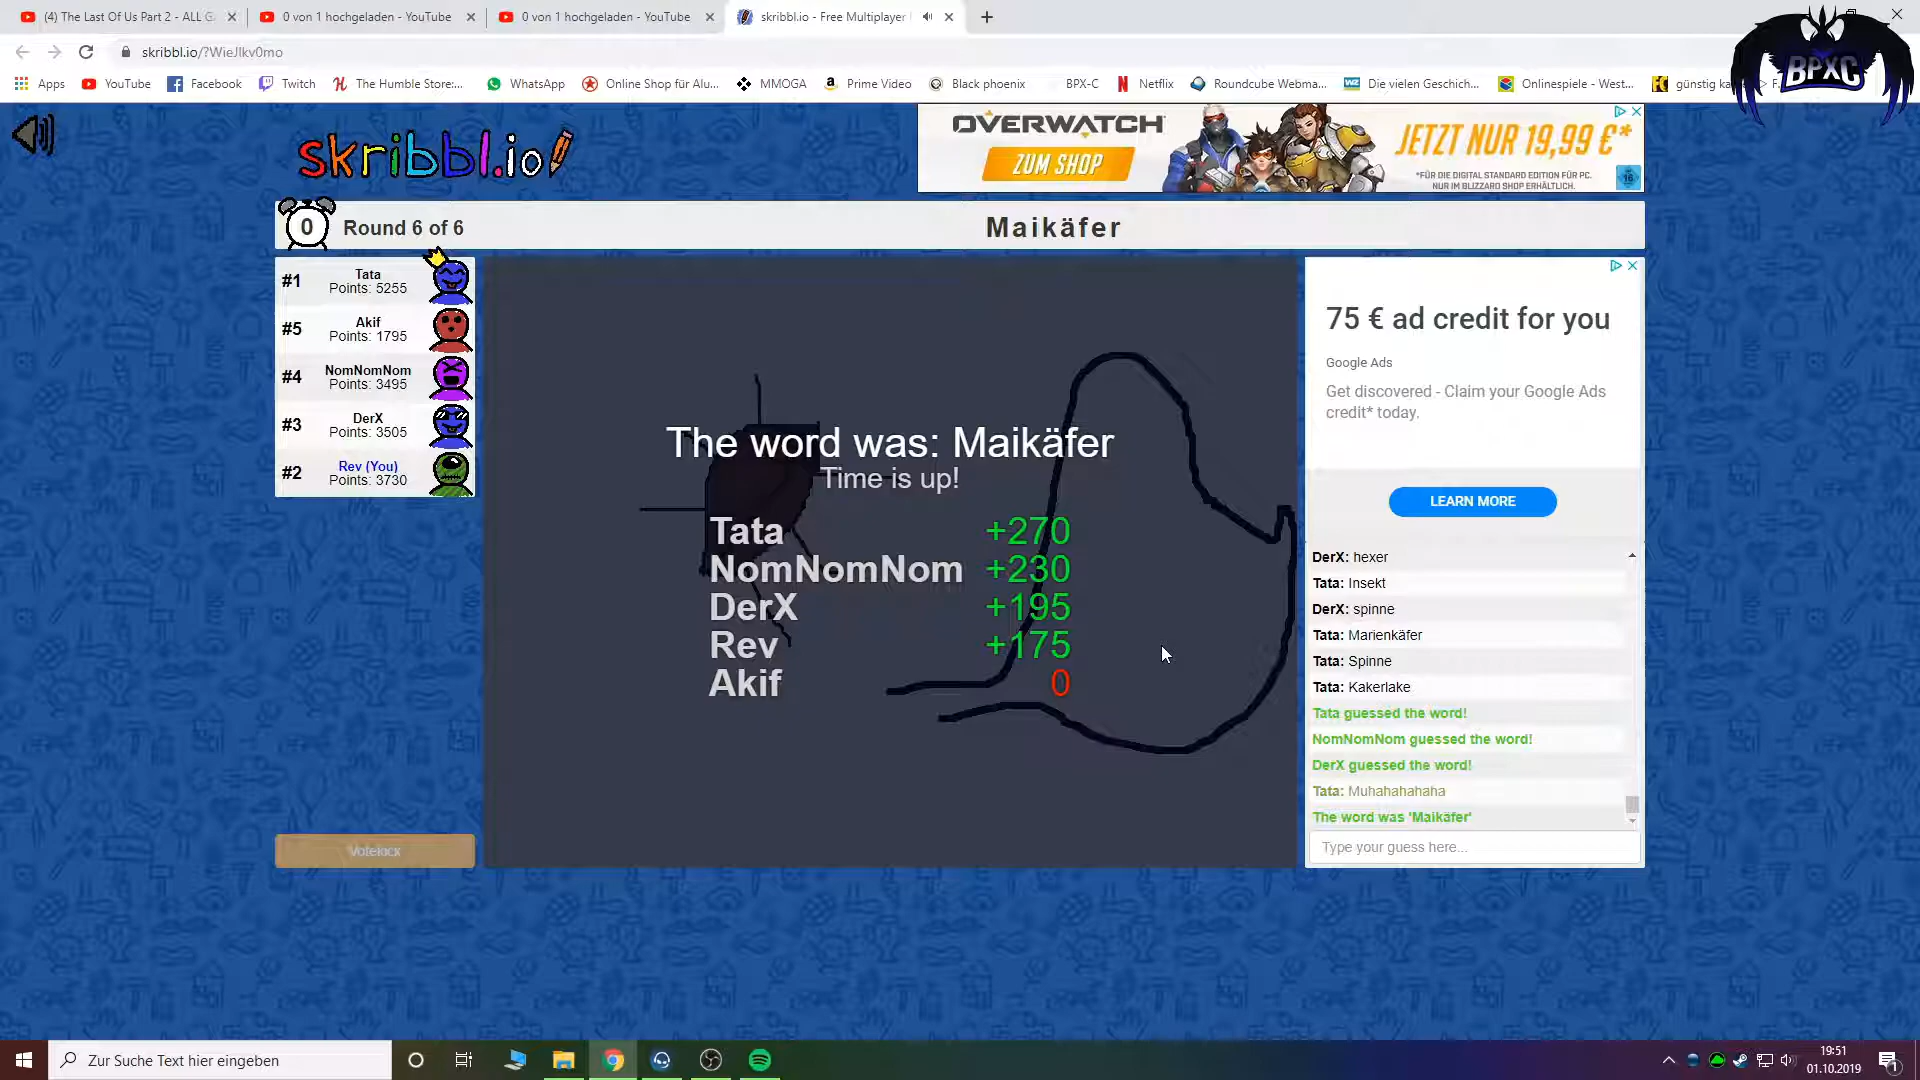 (4) The Last Of Us Part 2 - ALL G
0 von 1 hochgeladen - YouTube
0 von 1 hochgeladen - YouTube
skribbl.io - Free Multiplayer
skribbl.io/?WieJlkv0mo
Apps
YouTube
Facebook
Twitch
The Humble Store:...
WhatsApp
Online Shop für Alu...
MMOGA
Prime Video
Black phoenix
BPX-C
Netflix
Roundcube Webma...
Die vielen Geschich...
Onlinespiele - West...
günstig ka
BPXC
skribbl.io
OVERWATCH
ZUM SHOP
JETZT NUR 19,99 €*
*FÜR DIE DIGITAL STANDARD EDITION FÜR PC.
NUR IM BLIZZARD SHOP ERHÄLTLICH.
16
0
Round 6 of 6
Maikäfer
#1
Tata
Points: 5255
#5
Akif
Points: 1795
#4
NomNomNom
Points: 3495
#3
DerX
Points: 3505
#2
Rev (You)
Points: 3730
Votekick
The word was: Maikäfer
Time is up!
Tata +270
NomNomNom +230
DerX +195
Rev +175
Akif 0
75 € ad credit for you
Google Ads
Get discovered - Claim your Google Ads
credit* today.
LEARN MORE
DerX: hexer
Tata: Insekt
DerX: spinne
Tata: Marienkäfer
Tata: Spinne
Tata: Kakerlake
Tata guessed the word!
NomNomNom guessed the word!
DerX guessed the word!
Tata: Muhahahahaha
The word was 'Maikäfer'
Type your guess here...
Zur Suche Text hier eingeben
19:51
01.10.2019
1